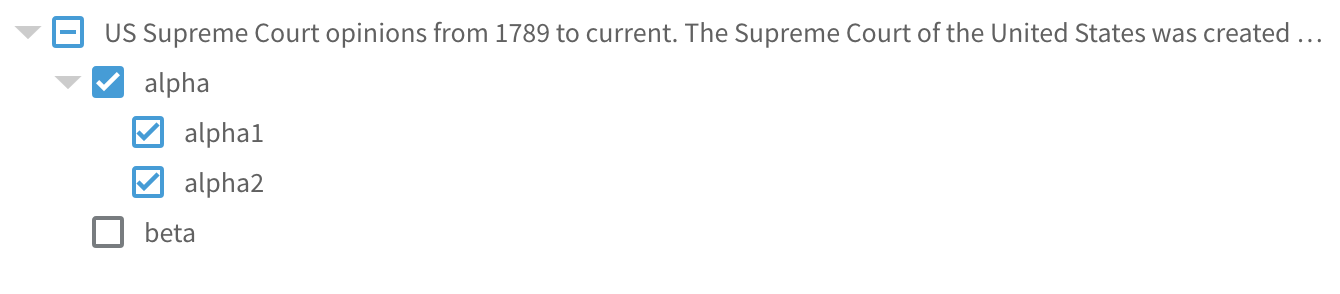 US Supreme Court opinions from 1789 to current. The Supreme Court of the United States was created …
alpha
alpha1
alpha2
beta